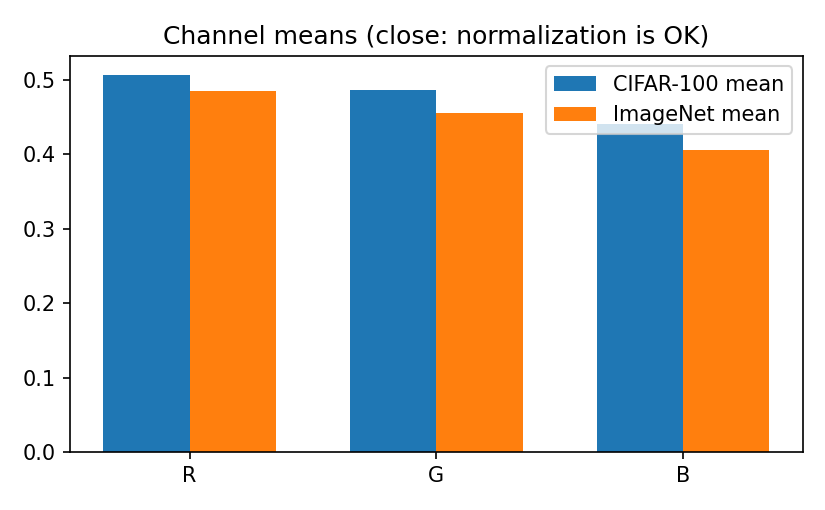 Channel means (close: normalization is OK)
CIFAR-100 mean
ImageNet mean
0.5
0.4
0.3
0.2
0.1
0.0
R G B